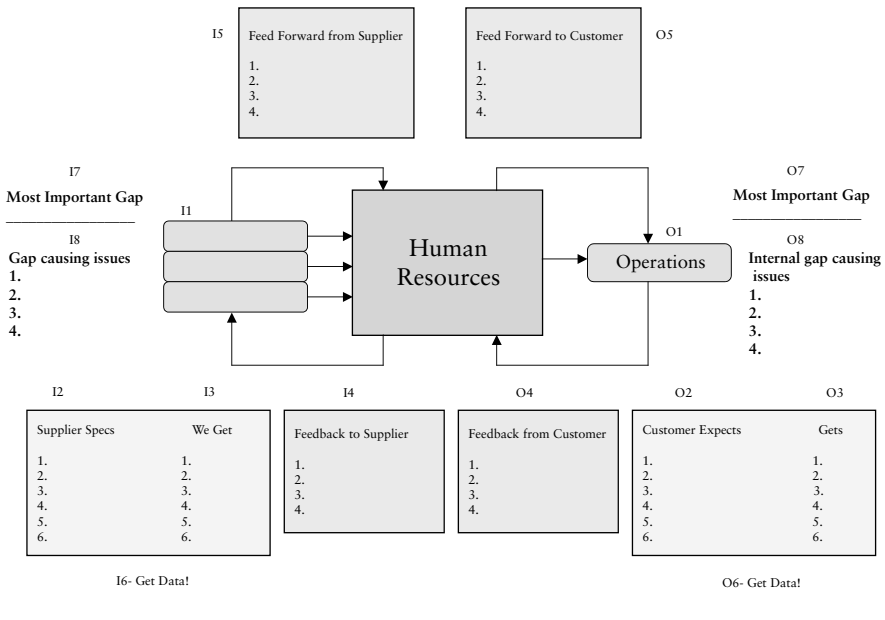 I5
Feed Forward from Supplier
1.
2.
3.
4.
Feed Forward to Customer
1.
2.
3.
4.
O5
I7
Most Important Gap
I8
Gap causing issues
1.
2.
3.
4.
I1
Human
Resources
O1
Operations
O7
Most Important Gap
O8
Internal gap causing
issues
1.
2.
3.
4.
I2
I3
Supplier Specs
We Get
1.
1.
2.
2.
3.
3.
4.
4.
5.
5.
6.
6.
I6- Get Data!
I4
Feedback to Supplier
1.
2.
3.
4.
O4
Feedback from Customer
1.
2.
3.
4.
O2
O3
Customer Expects
Gets
1.
1.
2.
2.
3.
3.
4.
4.
5.
5.
6.
6.
O6- Get Data!